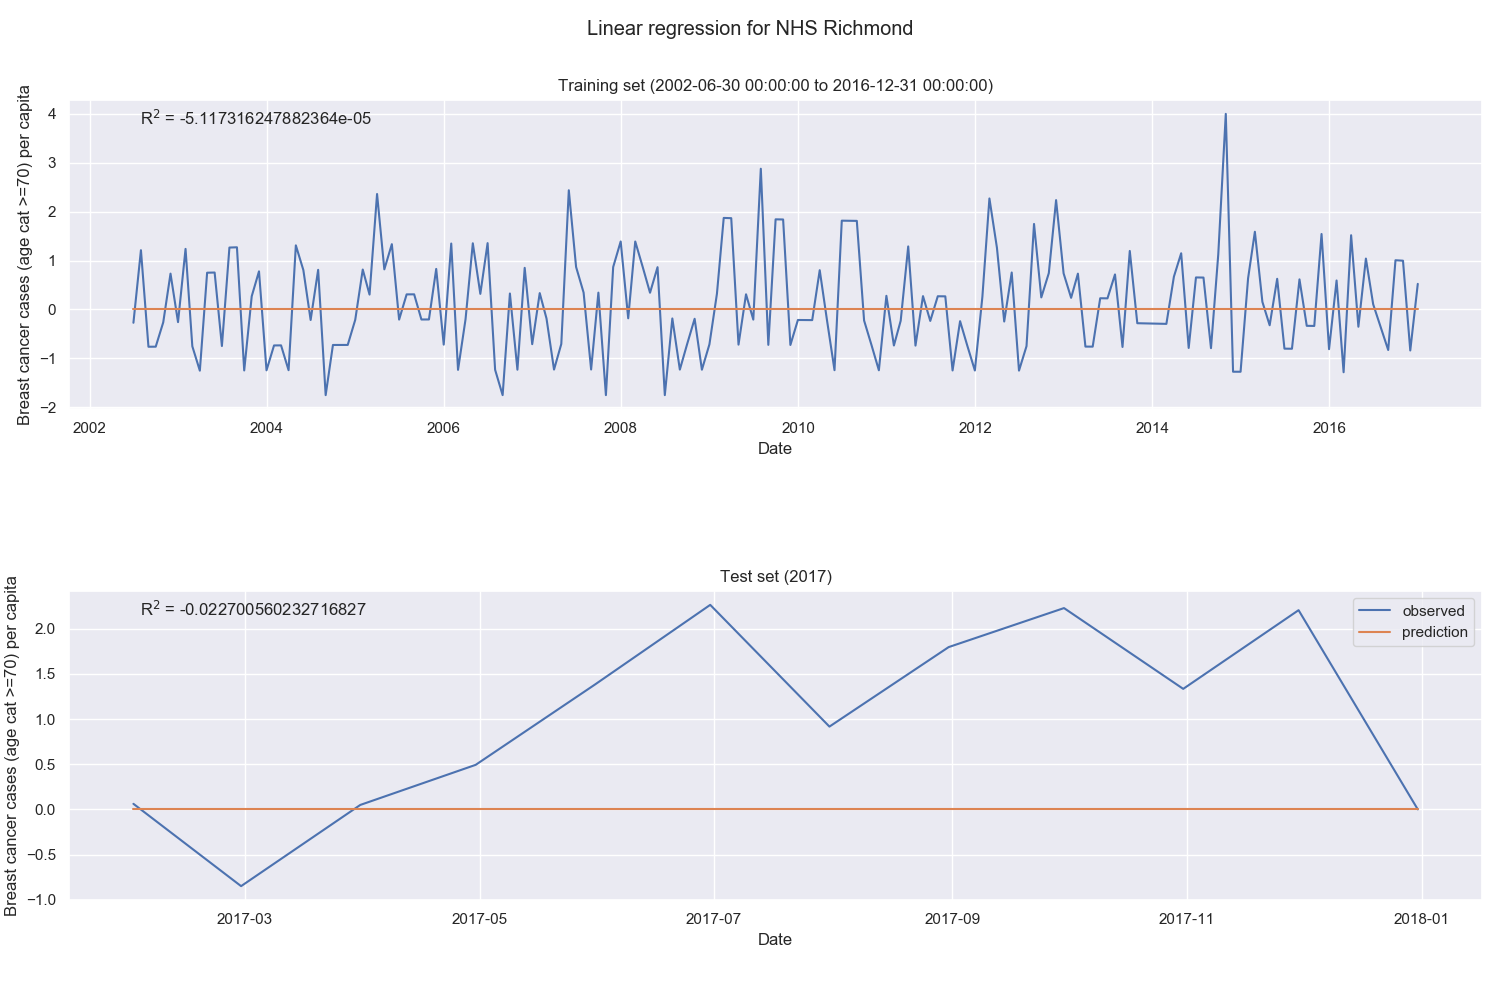 Linear regression for NHS Richmond
Training set (2002-06-30 00:00:00 to 2016-12-31 00:00:00)
R² = -5.117316247882364e-05
Breast cancer cases (age cat >=70) per capita
4
3
2
1
0
−1
−2
2002 2004 2006 2008 2010 2012 2014 2016
Date
Test set (2017)
R² = -0.022700560232716827
observed
prediction
Breast cancer cases (age cat >=70) per capita
2.0
1.5
1.0
0.5
0.0
−0.5
−1.0
2017-03 2017-05 2017-07 2017-09 2017-11 2018-01
Date